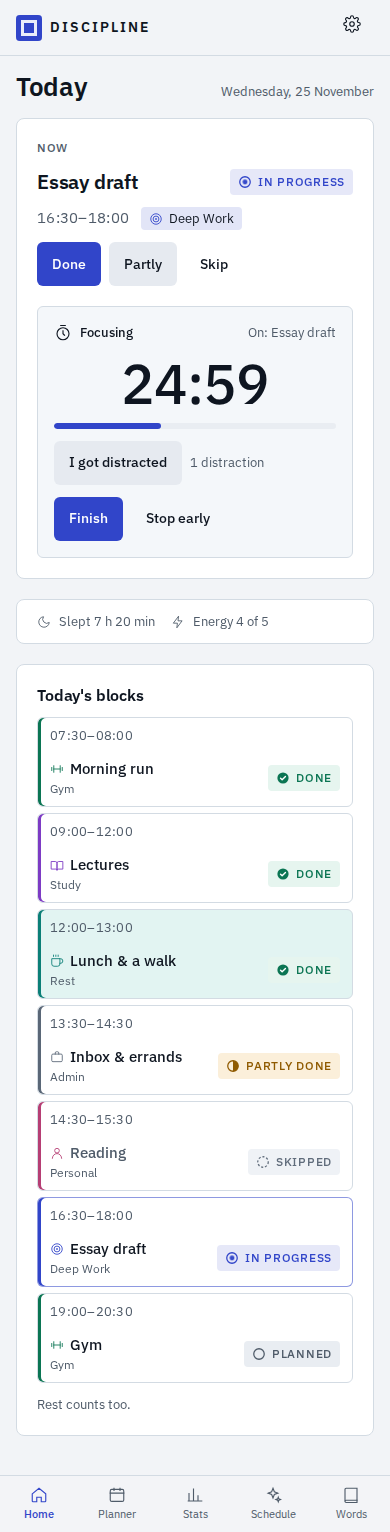 DISCIPLINE
Today
Wednesday, 25 November
NOW
Essay draft
IN PROGRESS
16:30–18:00
Deep Work
Done
Partly
Skip
Focusing
On: Essay draft
24:59
I got distracted
1 distraction
Finish
Stop early
Slept 7 h 20 min
Energy 4 of 5
Today's blocks
07:30–08:00
Morning run
Gym
DONE
09:00–12:00
Lectures
Study
DONE
12:00–13:00
Lunch & a walk
Rest
DONE
13:30–14:30
Inbox & errands
Admin
PARTLY DONE
14:30–15:30
Reading
Personal
SKIPPED
16:30–18:00
Essay draft
Deep Work
IN PROGRESS
19:00–20:30
Gym
Gym
PLANNED
Rest counts too.
Home
Planner
Stats
Schedule
Words